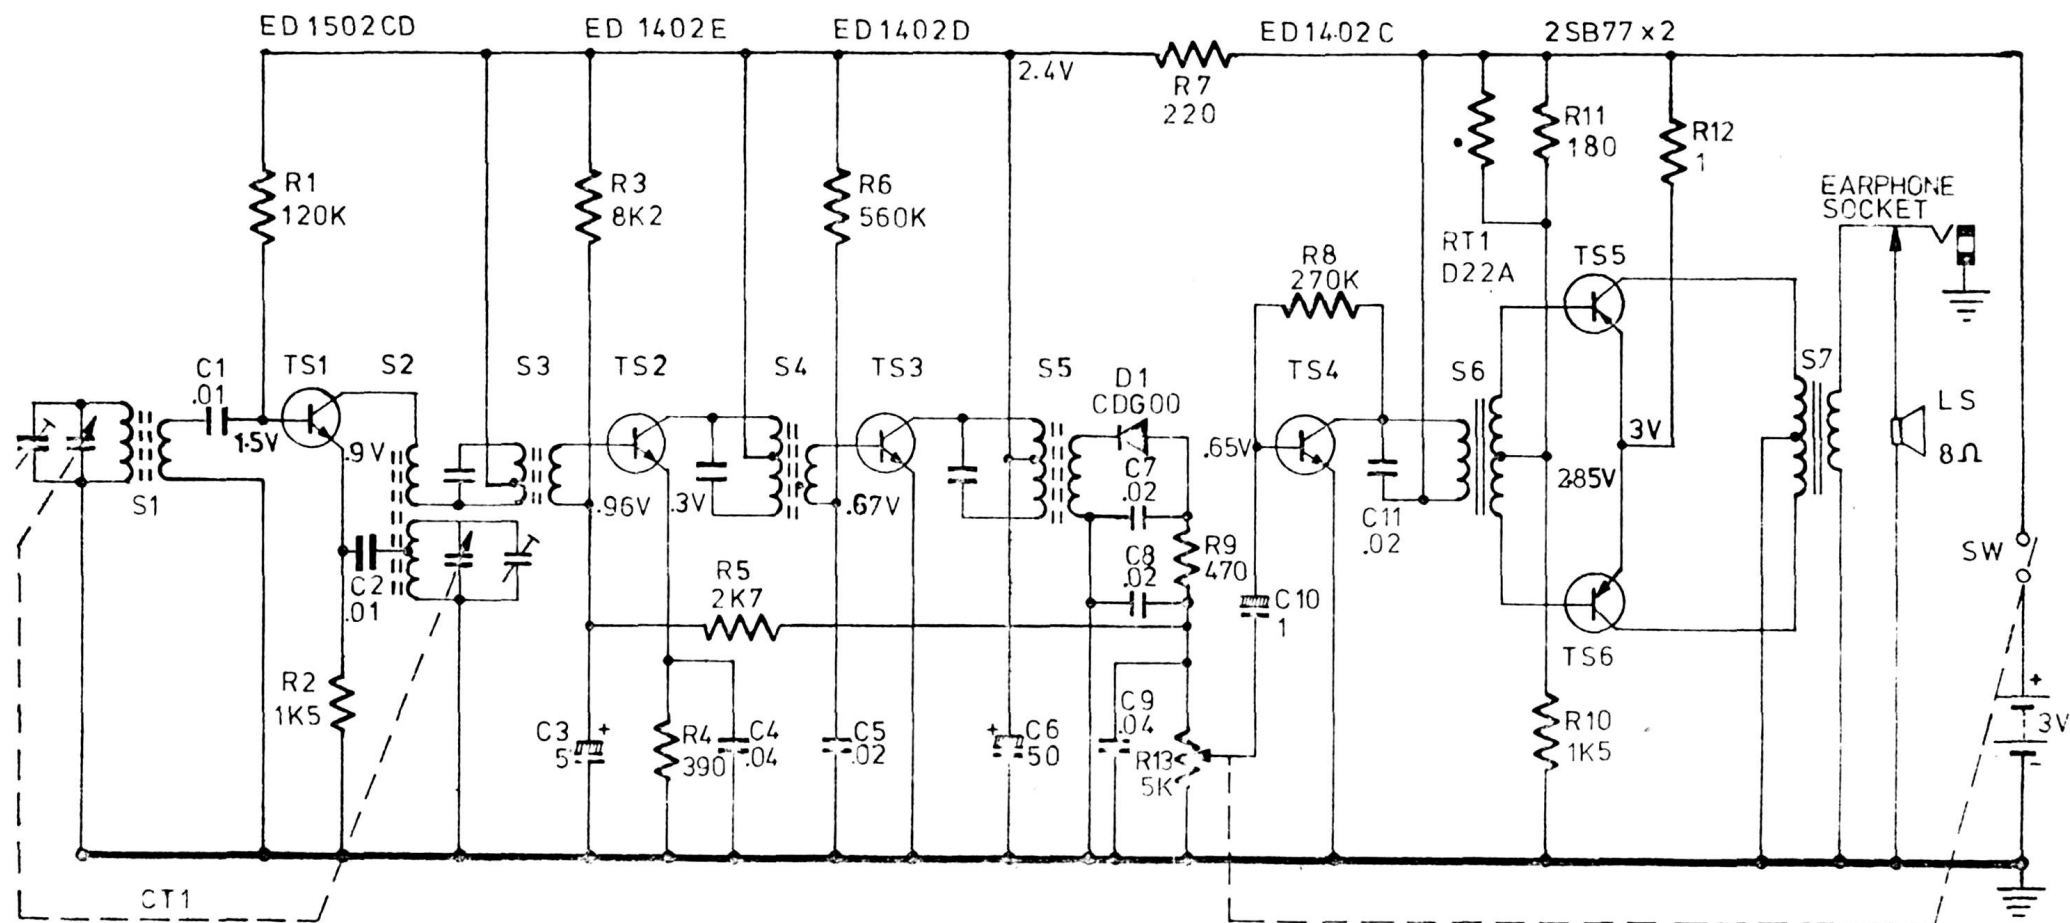 ED1502CD
ED 1402E
ED1402D
ED1402C
2SB77×2
2.4V
R7
220
R1
120K
R3
8K2
R6
560K
R11
180
R12
1
EARPHONE
SOCKET
RT1
D22A
R8
270K
TS5
C1
.01
TS1
S2
S3
TS2
S4
TS3
S5
D1
CDG00
TS4
S6
S7
LS
8Ω
1.5V
.9V
.65V
3V
S1
.96V
.3V
.67V
C7
.02
C11
.02
2.85V
C2
.01
R5
2K7
C8
.02
R9
470
C10
1
SW
TS6
R2
1K5
C3
5
+
R4
390
C4
.04
C5
.02
+
C6
50
C9
.04
R13
5K
R10
1K5
+
3V
-
CT1